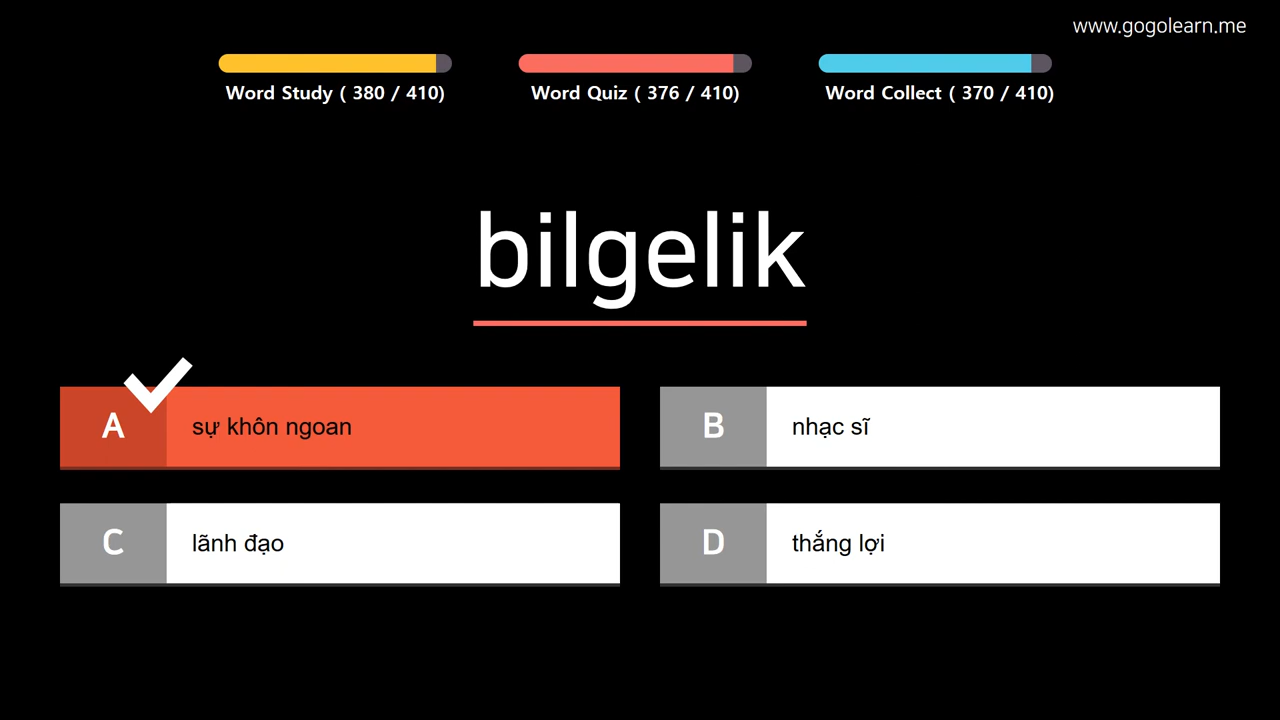 www.gogolearn.me
Word Study ( 380 / 410)
Word Quiz ( 376 / 410)
Word Collect ( 370 / 410)
bilgelik
A sự khôn ngoan
B nhạc sĩ
C lãnh đạo
D thắng lợi